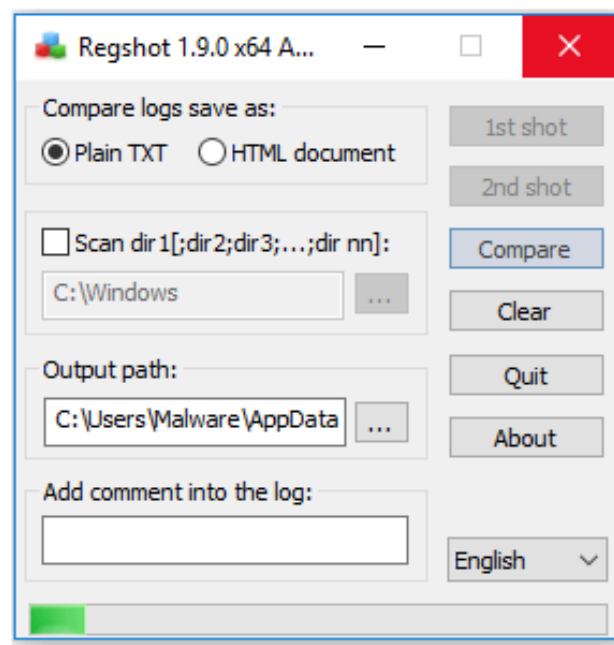 Regshot 1.9.0 x64 A...
Compare logs save as:
Plain TXT
HTML document
1st shot
2nd shot
Scan dir1[;dir2;dir3;...;dir nn]:
C:\Windows
...
Compare
Clear
Output path:
C:\Users\Malware\AppData
...
Quit
About
Add comment into the log:
English